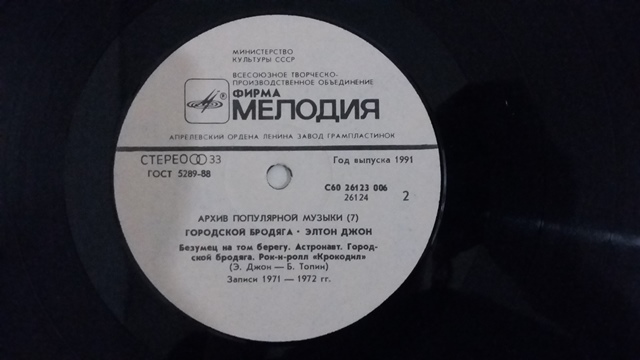 МИНИСТЕРСТВО
КУЛЬТУРЫ СССР
ВСЕСОЮЗНОЕ ТВОРЧЕСКО-
ПРОИЗВОДСТВЕННОЕ ОБЪЕДИНЕНИЕ
ФИРМА
® МЕЛОДИЯ
АПРЕЛЕВСКИЙ ОРДЕНА ЛЕНИНА ЗАВОД ГРАМПЛАСТИНОК
СТЕРЕО 33
Год выпуска 1991
ГОСТ 5289-88
С60 26123 006
26124 2
АРХИВ ПОПУЛЯРНОЙ МУЗЫКИ (7)
ГОРОДСКОЙ БРОДЯГА · ЭЛТОН ДЖОН
Безумец на том берегу. Астронавт. Город-
ской бродяга. Рок-н-ролл «Крокодил»
(Э. Джон — Б. Топин)
Записи 1971 — 1972 гг.